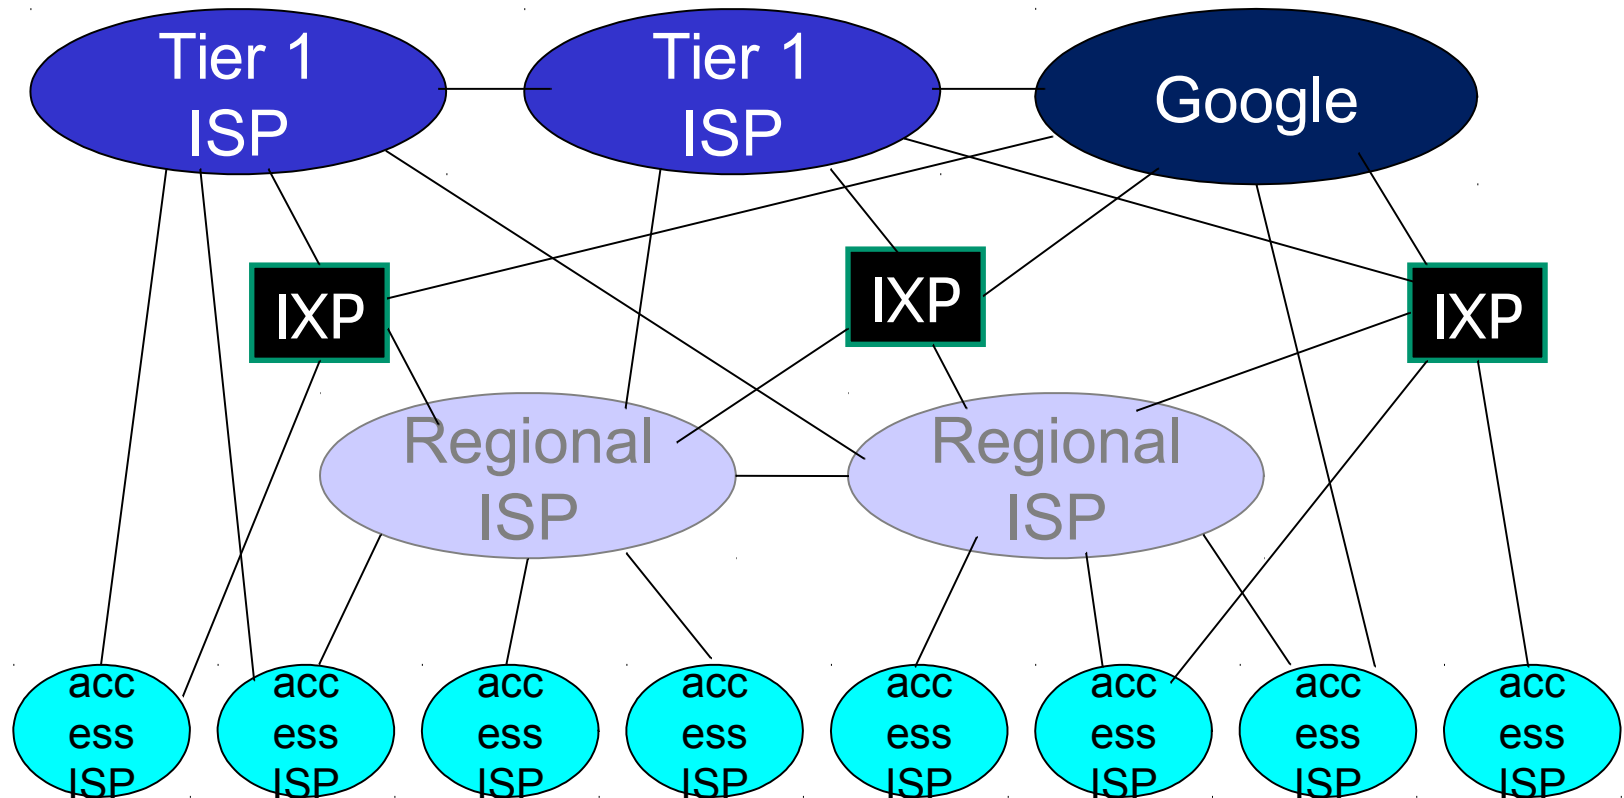 Tier 1
ISP
Tier 1
ISP
Google
IXP
IXP
IXP
Regional
ISP
Regional
ISP
acc
ess
ISP
acc
ess
ISP
acc
ess
ISP
acc
ess
ISP
acc
ess
ISP
acc
ess
ISP
acc
ess
ISP
acc
ess
ISP